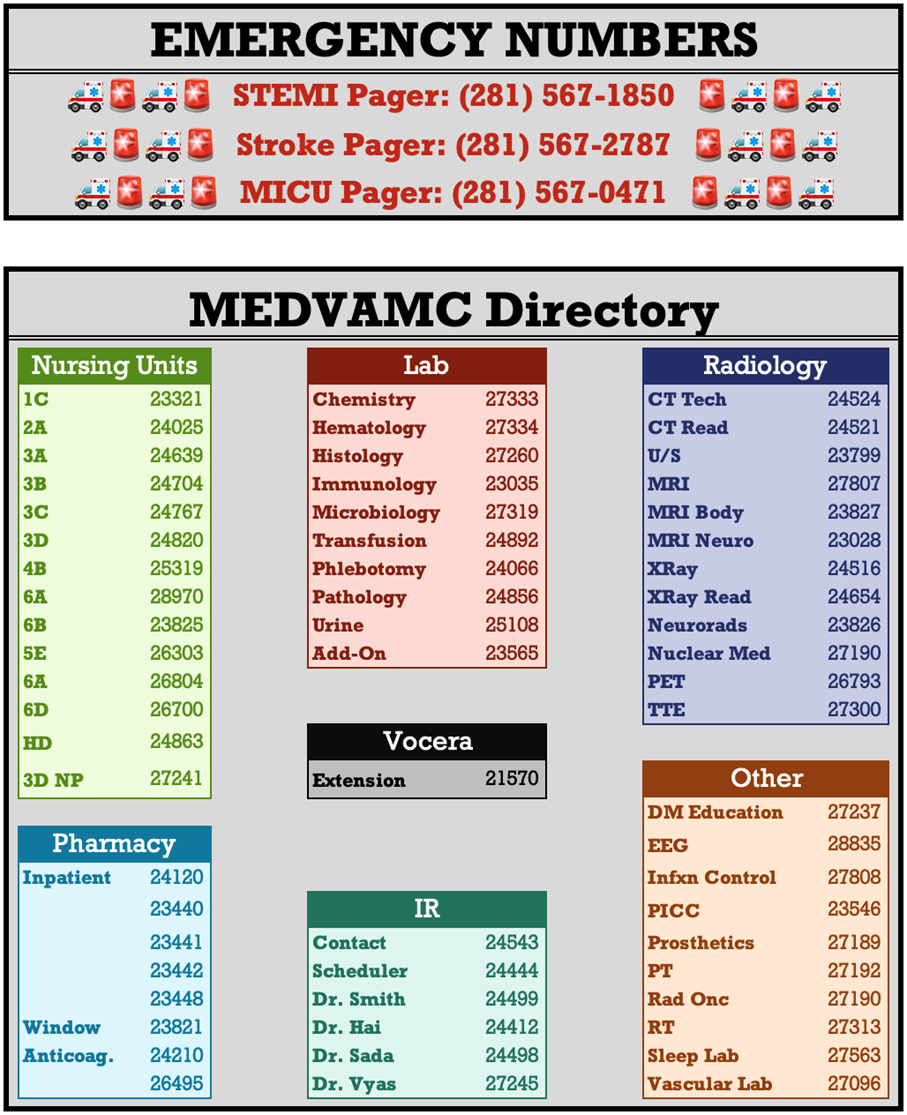 EMERGENCY NUMBERS
STEMI Pager: (281) 567-1850
Stroke Pager: (281) 567-2787
MICU Pager: (281) 567-0471
MEDVAMC Directory
Nursing Units
1C 23321
2A 24025
3A 24639
3B 24704
3C 24767
3D 24820
4B 25319
6A 28970
6B 23825
5E 26303
6A 26804
6D 26700
HD 24863
3D NP 27241
Pharmacy
Inpatient 24120
23440
23441
23442
23448
Window 23821
Anticoag. 24210
26495
Lab
Chemistry 27333
Hematology 27334
Histology 27260
Immunology 23035
Microbiology 27319
Transfusion 24892
Phlebotomy 24066
Pathology 24856
Urine 25108
Add-On 23565
Vocera
Extension 21570
IR
Contact 24543
Scheduler 24444
Dr. Smith 24499
Dr. Hai 24412
Dr. Sada 24498
Dr. Vyas 27245
Radiology
CT Tech 24524
CT Read 24521
U/S 23799
MRI 27807
MRI Body 23827
MRI Neuro 23028
XRay 24516
XRay Read 24654
Neurorads 23826
Nuclear Med 27190
PET 26793
TTE 27300
Other
DM Education 27237
EEG 28835
Infxn Control 27808
PICC 23546
Prosthetics 27189
PT 27192
Rad Onc 27190
RT 27313
Sleep Lab 27563
Vascular Lab 27096